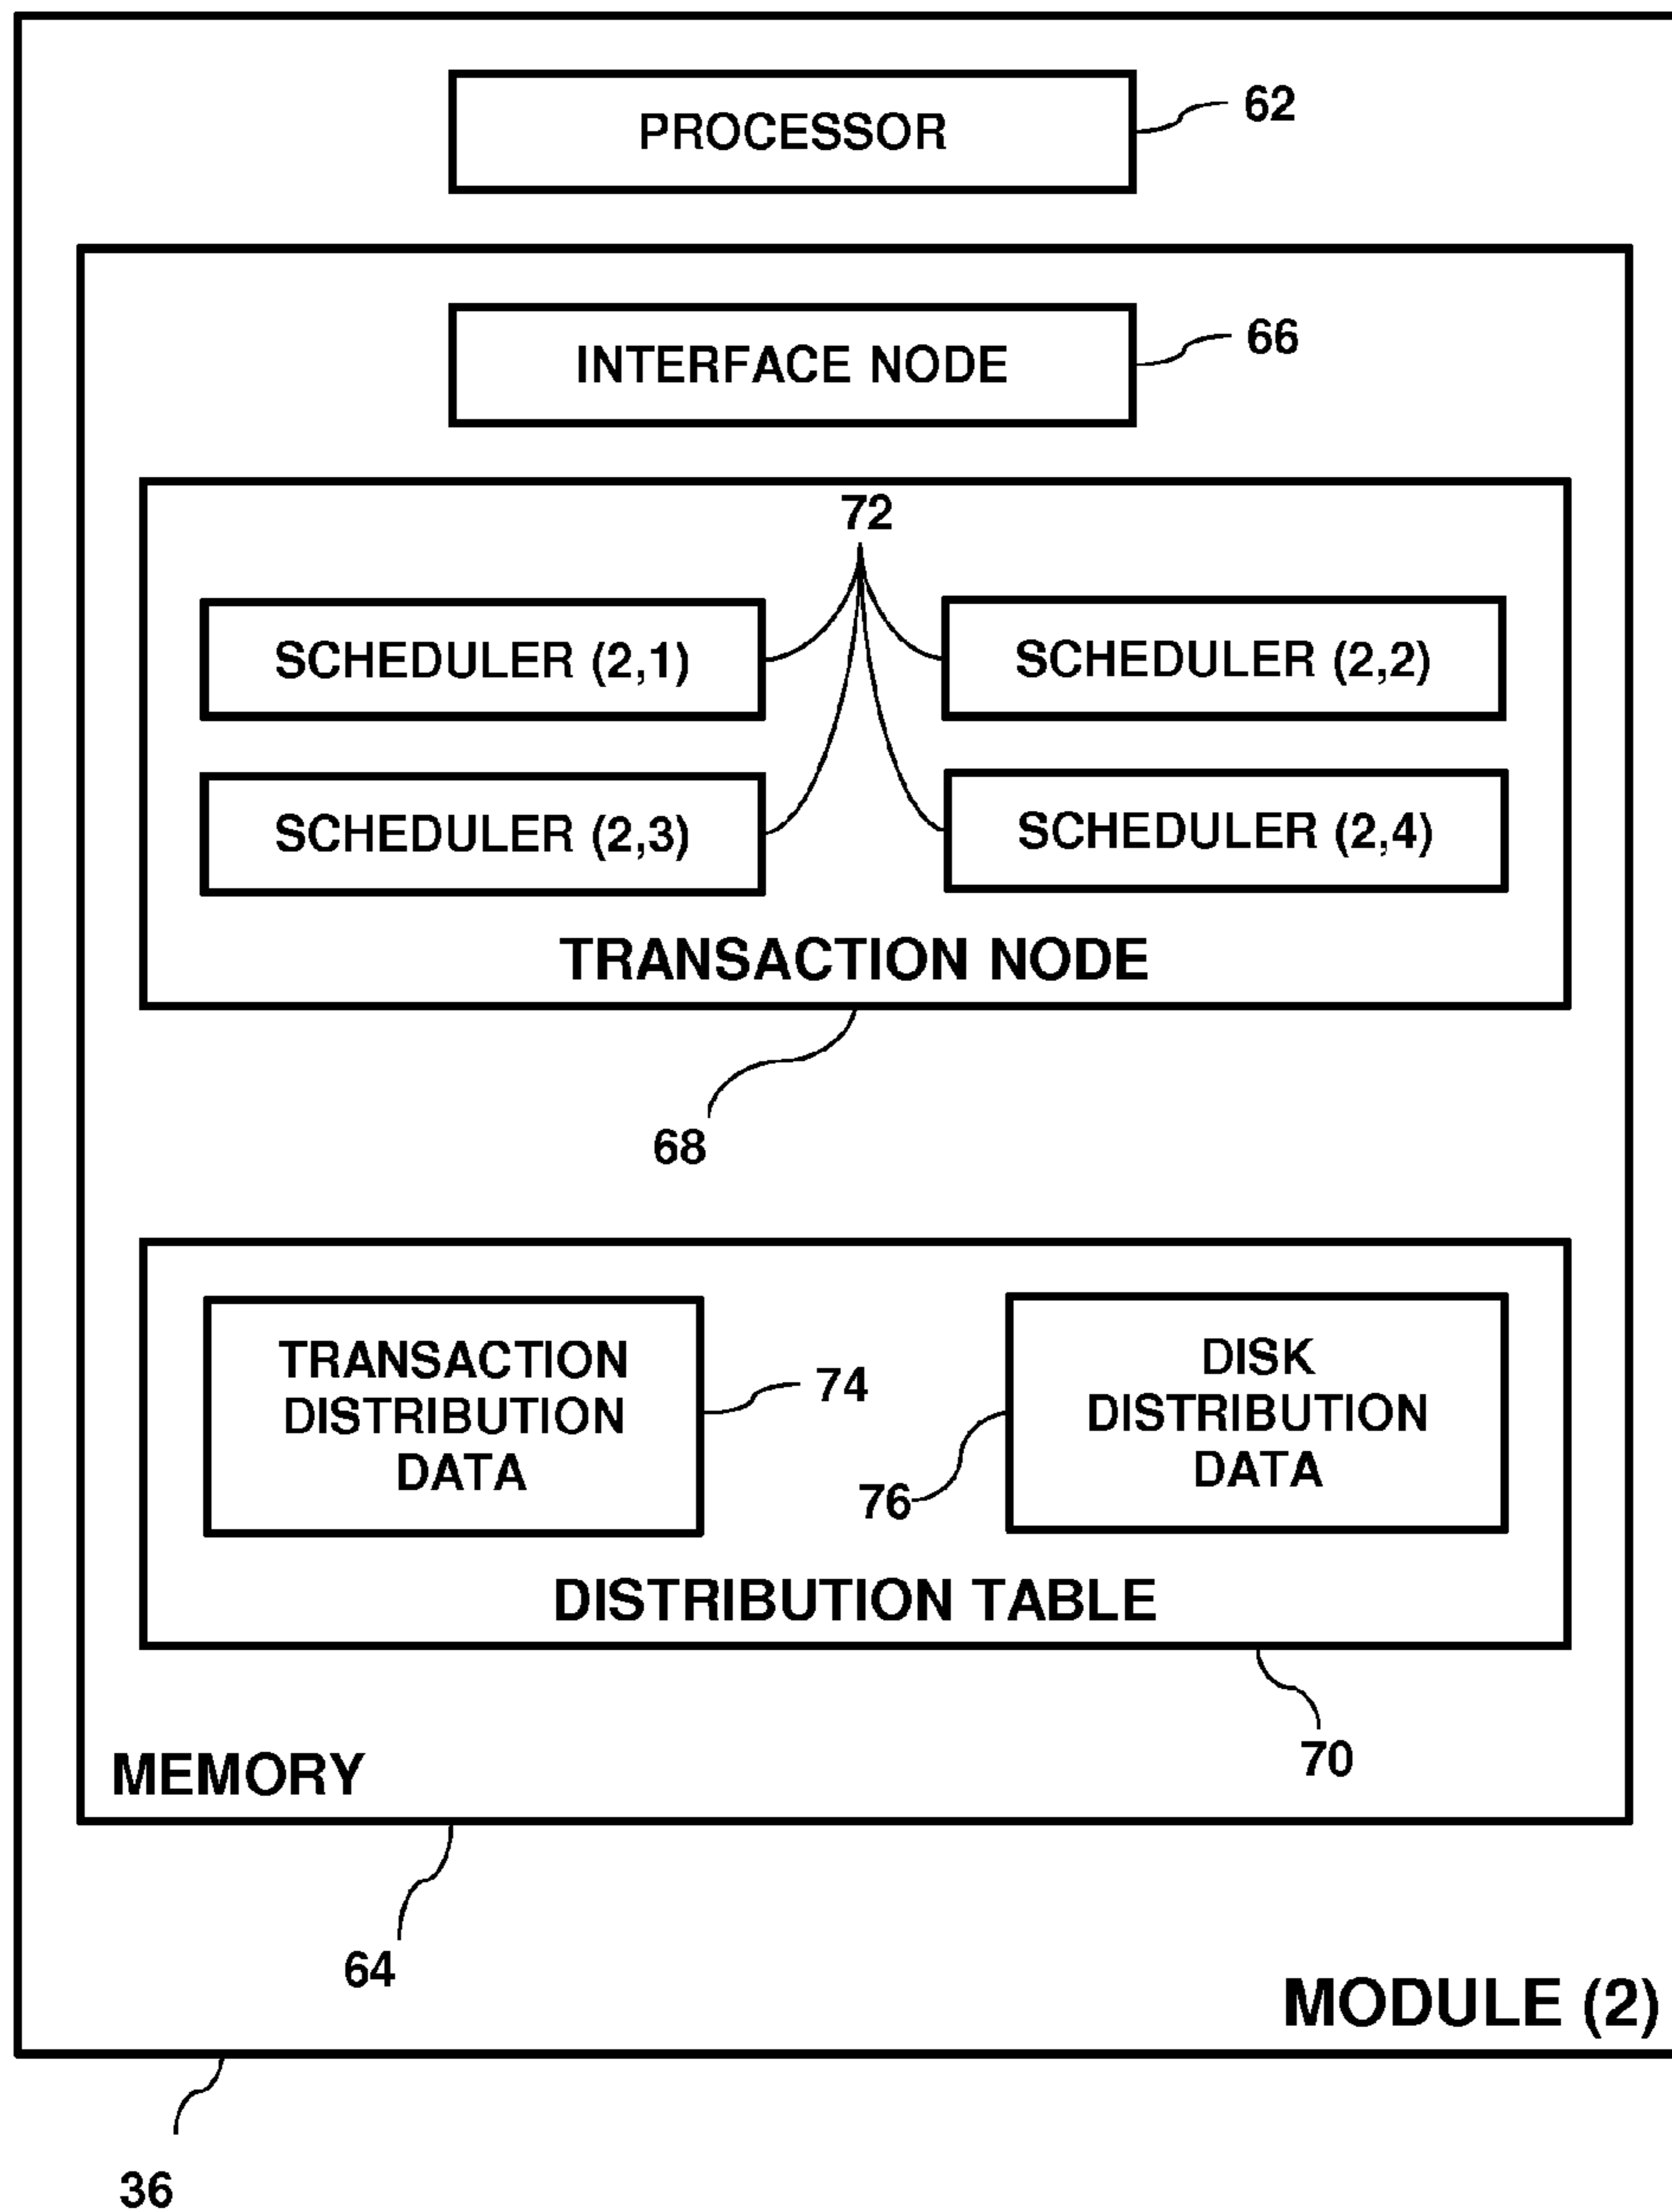 PROCESSOR
62
INTERFACE NODE
66
72
SCHEDULER (2,1)
SCHEDULER (2,2)
SCHEDULER (2,3)
SCHEDULER (2,4)
TRANSACTION NODE
68
TRANSACTION
DISTRIBUTION
DATA
74
DISK
DISTRIBUTION
DATA
76
DISTRIBUTION TABLE
70
MEMORY
64
MODULE (2)
36